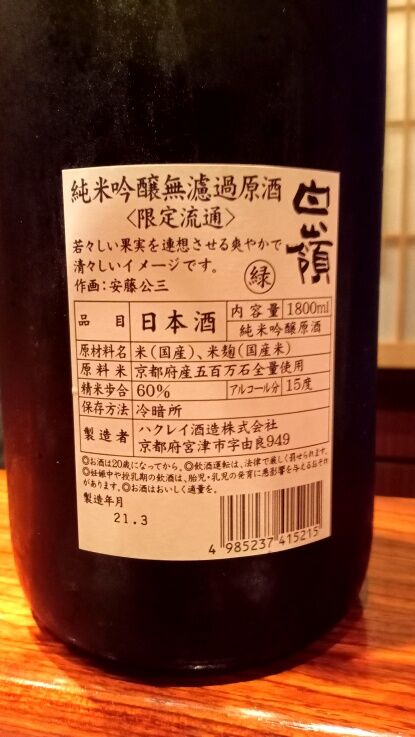 純米吟醸無濾過原酒
〈限定流通〉
白嶺
緑
若々しい果実を連想させる爽やかで
清々しいイメージです。
作画：安藤公三
品目 日本酒 内容量 1800ml
純米吟醸原酒
原材料名 米（国産）、米麹（国産米）
原料米 京都府産五百万石全量使用
精米歩合 60% アルコール分 15度
保存方法 冷暗所
製造者 ハクレイ酒造株式会社
京都府宮津市字由良949
◎お酒は20歳になってから。◎飲酒運転は、法律で厳しく罰せられます。
◎妊娠中や授乳期の飲酒は、胎児・乳児の発育に悪影響を与えるおそれ
があります。◎お酒はおいしく適量を。
製造年月
21.3
4 985237 415215